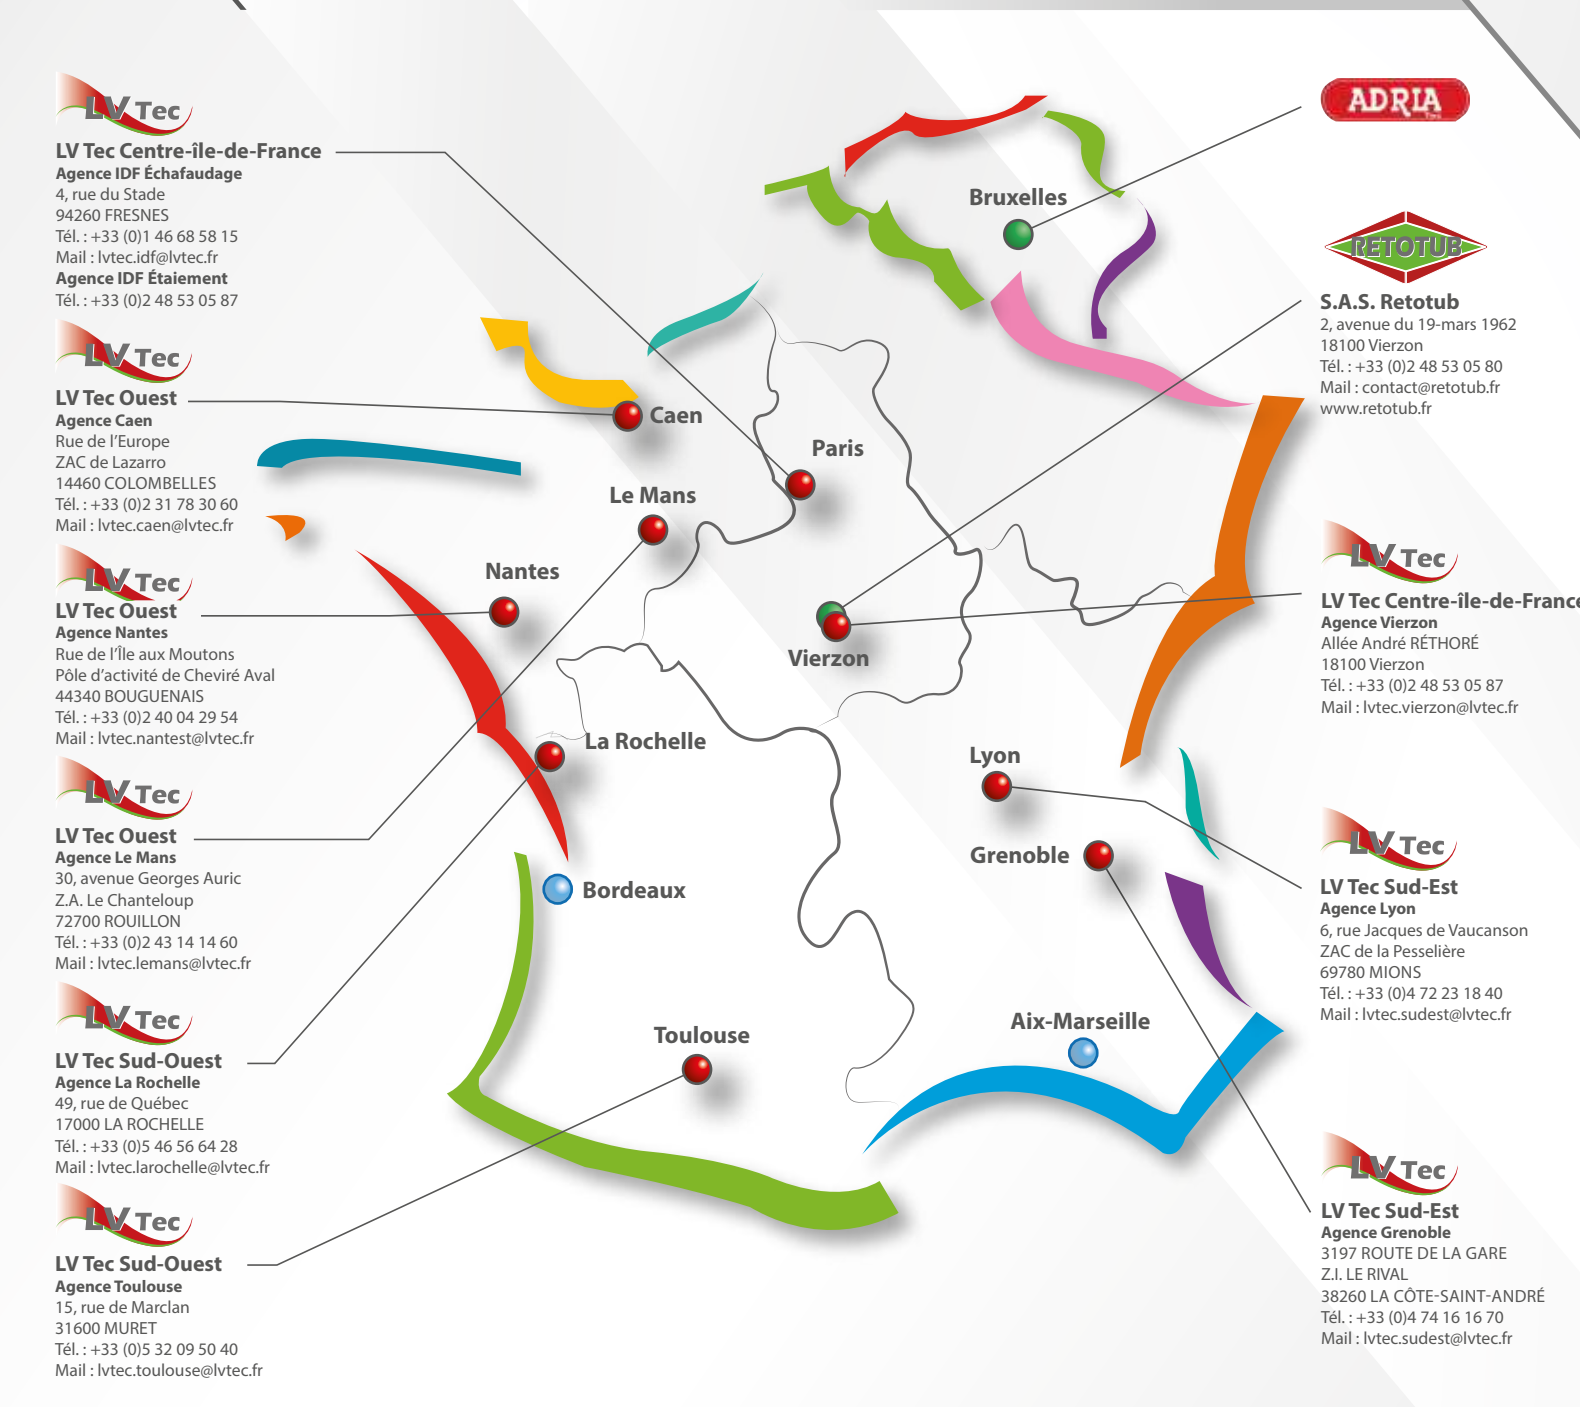 LV Tec
LV Tec Centre-île-de-France
Agence IDF Échafaudage
4, rue du Stade
94260 FRESNES
Tél. : +33 (0)1 46 68 58 15
Mail : lvtec.idf@lvtec.fr
Agence IDF Étaiement
Tél. : +33 (0)2 48 53 05 87
LV Tec
LV Tec Ouest
Agence Caen
Rue de l’Europe
ZAC de Lazarro
14460 COLOMBELLES
Tél. : +33 (0)2 31 78 30 60
Mail : lvtec.caen@lvtec.fr
LV Tec
LV Tec Ouest
Agence Nantes
Rue de l’Île aux Moutons
Pôle d’activité de Cheviré Aval
44340 BOUGUENAIS
Tél. : +33 (0)2 40 04 29 54
Mail : lvtec.nantest@lvtec.fr
LV Tec
LV Tec Ouest
Agence Le Mans
30, avenue Georges Auric
Z.A. Le Chanteloup
72700 ROUILLON
Tél. : +33 (0)2 43 14 14 60
Mail : lvtec.lemans@lvtec.fr
LV Tec
LV Tec Sud-Ouest
Agence La Rochelle
49, rue de Québec
17000 LA ROCHELLE
Tél. : +33 (0)5 46 56 64 28
Mail : lvtec.larochelle@lvtec.fr
LV Tec
LV Tec Sud-Ouest
Agence Toulouse
15, rue de Marclan
31600 MURET
Tél. : +33 (0)5 32 09 50 40
Mail : lvtec.toulouse@lvtec.fr
Bruxelles
Caen
Paris
Le Mans
Nantes
Vierzon
La Rochelle
Lyon
Grenoble
Bordeaux
Aix-Marseille
Toulouse
ADRIA
RETOTUB
S.A.S. Retotub
2, avenue du 19-mars 1962
18100 Vierzon
Tél. : +33 (0)2 48 53 05 80
Mail : contact@retotub.fr
www.retotub.fr
LV Tec
LV Tec Centre-île-de-France
Agence Vierzon
Allée André RÉTHORÉ
18100 Vierzon
Tél. : +33 (0)2 48 53 05 87
Mail : lvtec.vierzon@lvtec.fr
LV Tec
LV Tec Sud-Est
Agence Lyon
6, rue Jacques de Vaucanson
ZAC de la Pesselière
69780 MIONS
Tél. : +33 (0)4 72 23 18 40
Mail : lvtec.sudest@lvtec.fr
LV Tec
LV Tec Sud-Est
Agence Grenoble
3197 ROUTE DE LA GARE
Z.I. LE RIVAL
38260 LA CÔTE-SAINT-ANDRÉ
Tél. : +33 (0)4 74 16 16 70
Mail : lvtec.sudest@lvtec.fr